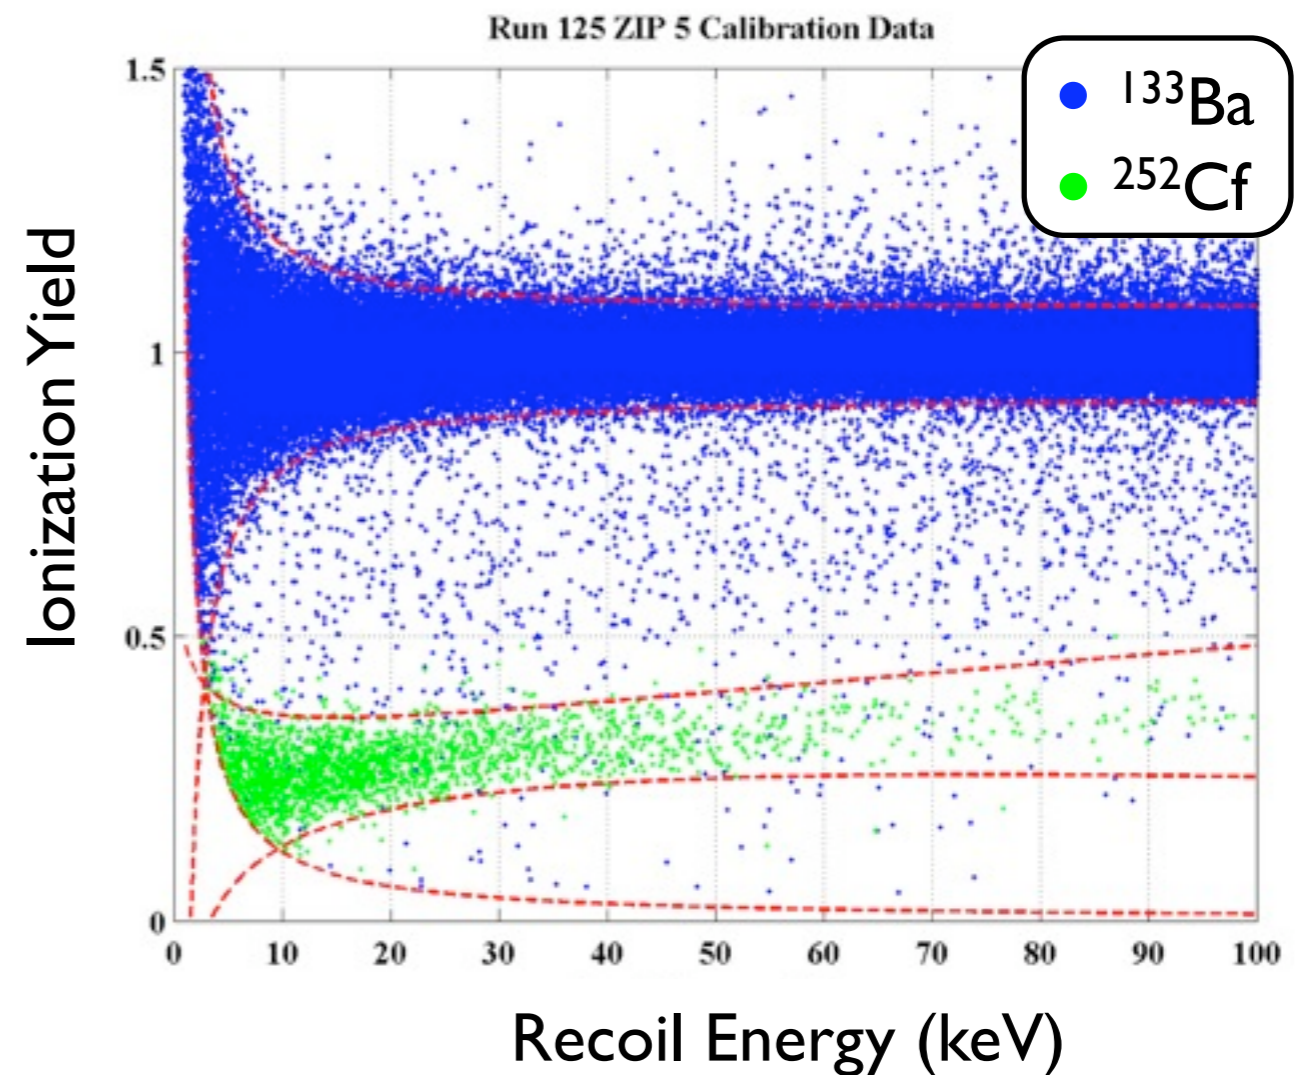 Run 125 ZIP 5 Calibration Data
¹³³Ba
²⁵²Cf
Ionization Yield
1.5
1
0.5
0
0 10 20 30 40 50 60 70 80 90 100
Recoil Energy (keV)